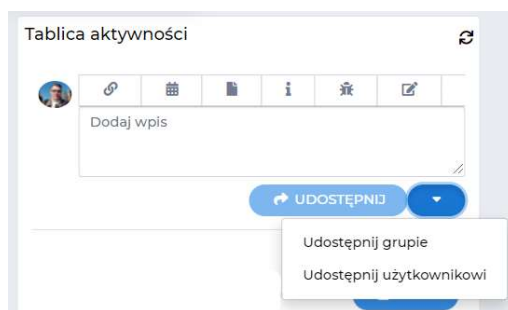 Tablica aktywności
Dodaj wpis
UDOSTĘPNIJ
Udostępnij grupie
Udostępnij użytkownikowi